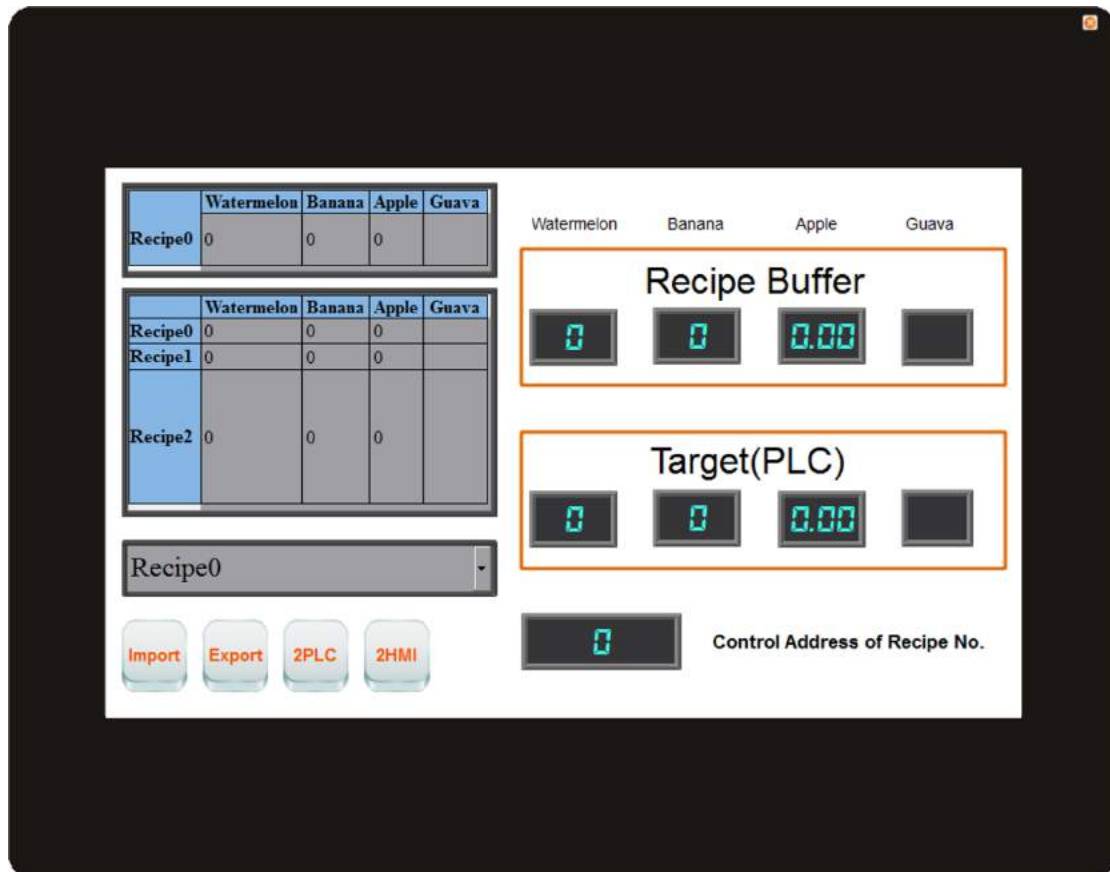 Watermelon Banana Apple Guava
Recipe0 0 0 0
Watermelon Banana Apple Guava
Recipe0 0 0 0
Recipe1 0 0 0
Recipe2 0 0 0
Recipe0
Import Export 2PLC 2HMI
Watermelon Banana Apple Guava
Recipe Buffer
0 0 0.00
Target(PLC)
0 0 0.00
0 Control Address of Recipe No.